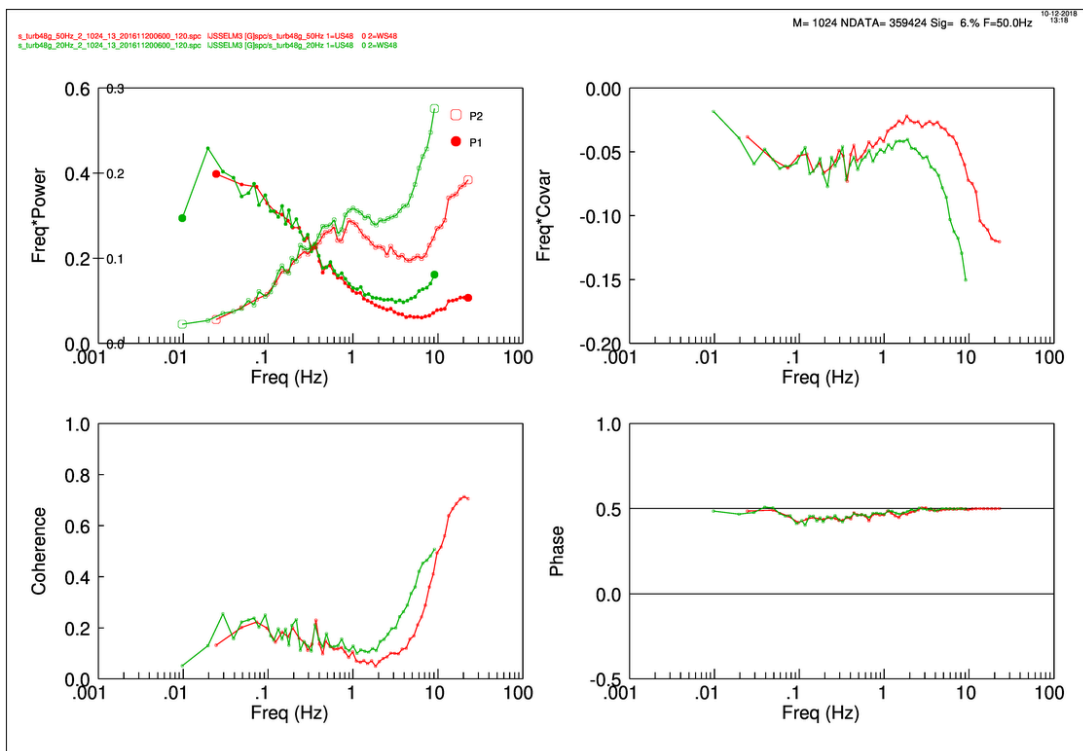 10-12-2018
M= 1024 NDATA= 359424 Sig= 6.% F=50.0Hz 13:18
s_turb48g_50Hz_2_1024_13_201611200600_120.spc IJSSELM3 [G]spc/s_turb48g_50Hz 1=US48 0 2=WS48
s_turb48g_20Hz_2_1024_13_201611200600_120.spc IJSSELM3 [G]spc/s_turb48g_20Hz 1=US48 0 2=WS48
0.6 0.3
P2
P1
0.4 0.2
Freq*Power
0.2 0.1
0.0 0.0
.001 .01 .1 1 10 100
Freq (Hz)
0.00
-0.05
Freq*Covar
-0.10
-0.15
-0.20
.001 .01 .1 1 10 100
Freq (Hz)
1.0
0.8
0.6
Coherence
0.4
0.2
0.0
.001 .01 .1 1 10 100
Freq (Hz)
1.0
0.5
Phase
0.0
-0.5
.001 .01 .1 1 10 100
Freq (Hz)